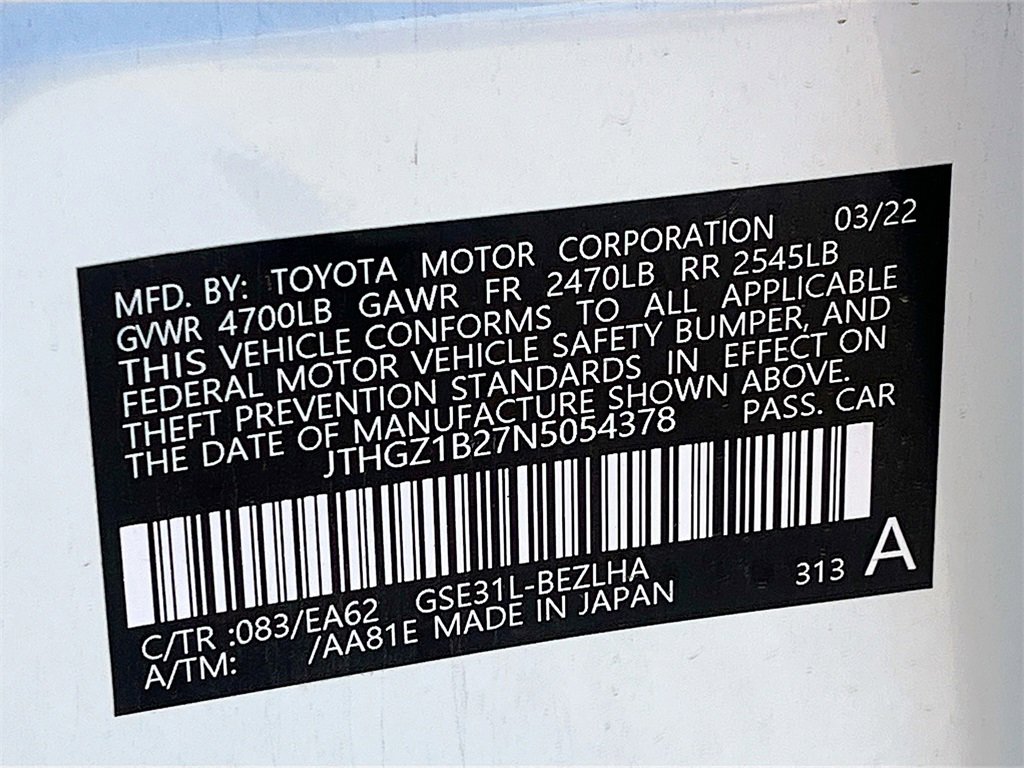 MFD. BY: TOYOTA MOTOR CORPORATION 03/22
GVWR 4700LB GAWR FR 2470LB RR 2545LB
THIS VEHICLE CONFORMS TO ALL APPLICABLE
FEDERAL MOTOR VEHICLE SAFETY BUMPER, AND
THEFT PREVENTION STANDARDS IN EFFECT ON
THE DATE OF MANUFACTURE SHOWN ABOVE.
JTHGZ1B27N5054378 PASS. CAR
C/TR :083/EA62 GSE31L-BEZLHA 313 A
A/TM: /AA81E MADE IN JAPAN